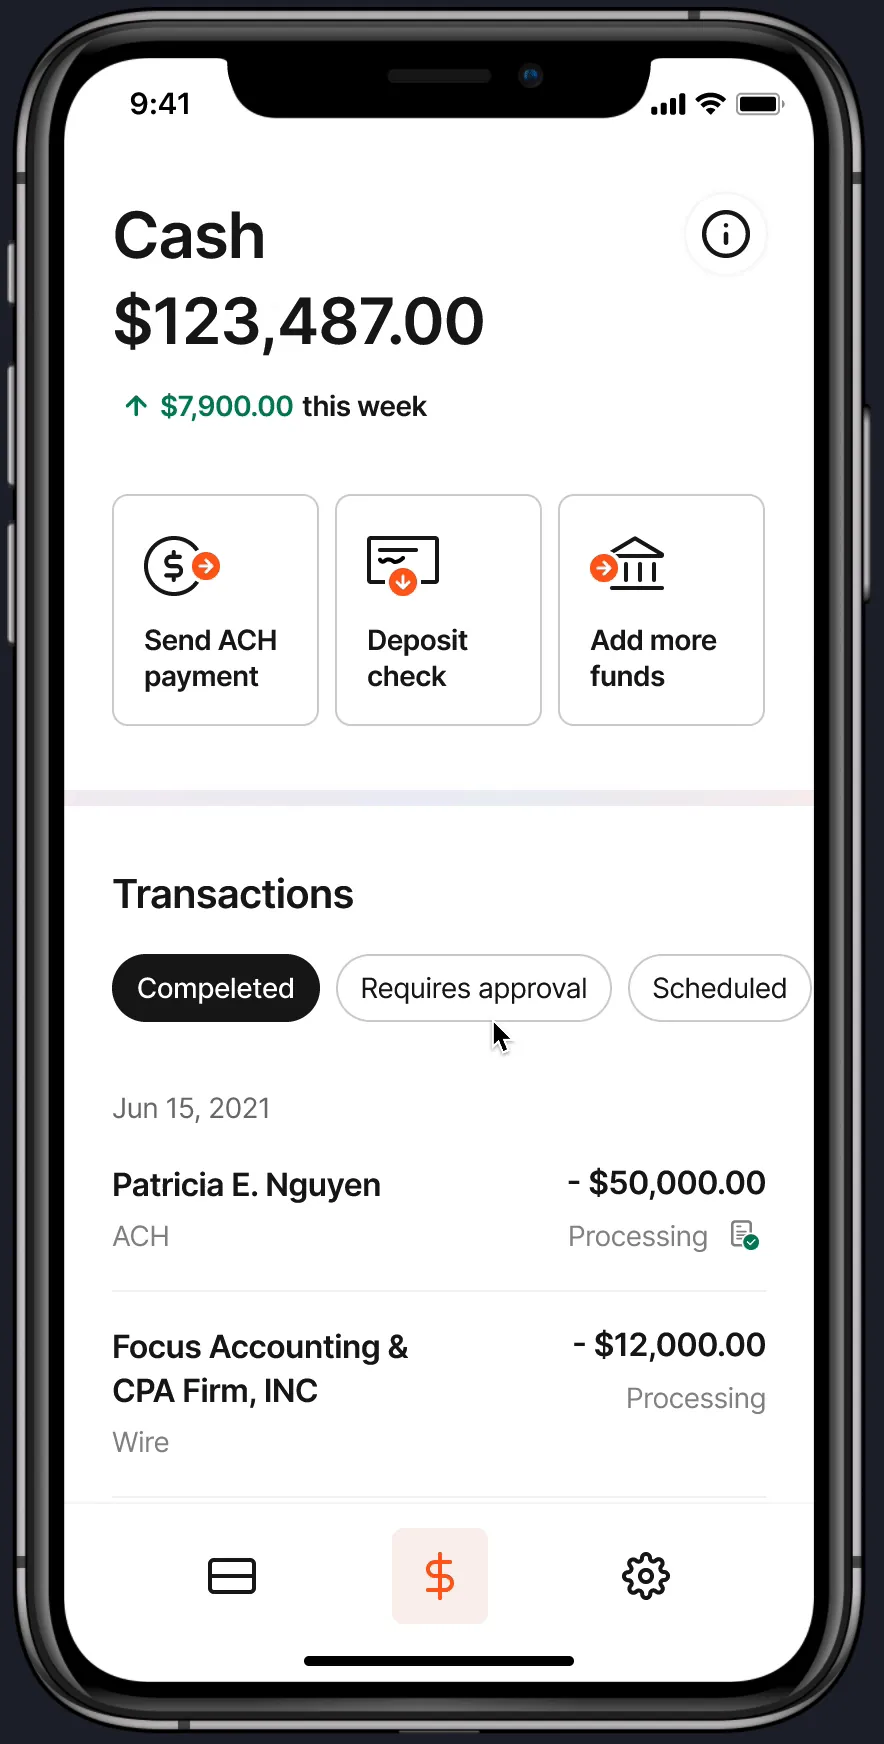 9:41
Cash
$123,487.00
↑ $7,900.00 this week
Send ACH
payment
Deposit
check
Add more
funds
Transactions
Compeleted
Requires approval
Scheduled
Jun 15, 2021
Patricia E. Nguyen
- $50,000.00
ACH
Processing
Focus Accounting &
CPA Firm, INC
- $12,000.00
Processing
Wire